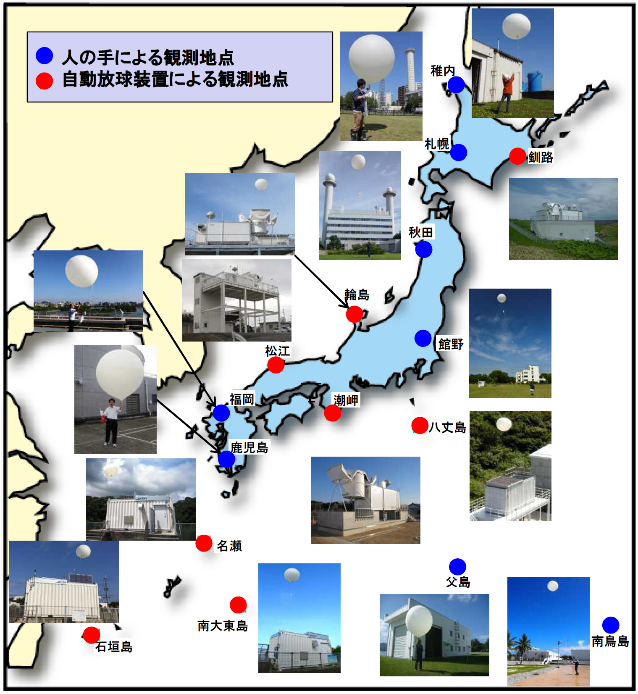 人の手による観測地点
自動放球装置による観測地点
稚内
札幌
釧路
秋田
輪島
館野
松江
福岡
潮岬
八丈島
鹿児島
名瀬
父島
南大東島
南鳥島
石垣島